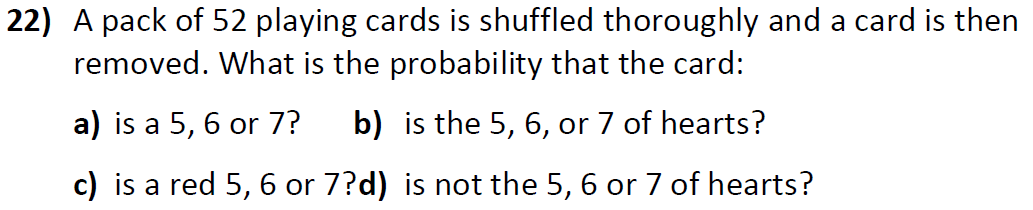 22) A pack of 52 playing cards is shuffled thoroughly and a card is then
removed. What is the probability that the card:
a) is a 5, 6 or 7? b) is the 5, 6, or 7 of hearts?
c) is a red 5, 6 or 7?d) is not the 5, 6 or 7 of hearts?